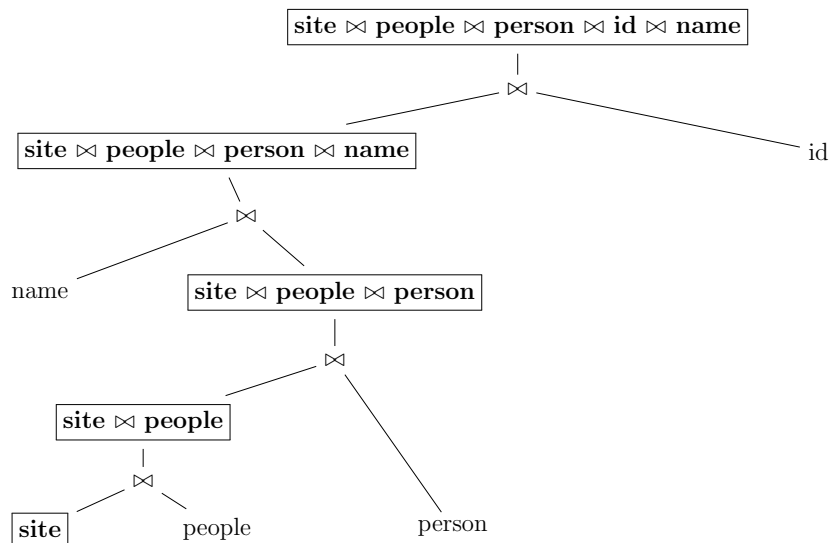 site ⋈ people ⋈ person ⋈ id ⋈ name
⋈
site ⋈ people ⋈ person ⋈ name
id
⋈
name
site ⋈ people ⋈ person
⋈
site ⋈ people
⋈
site people person